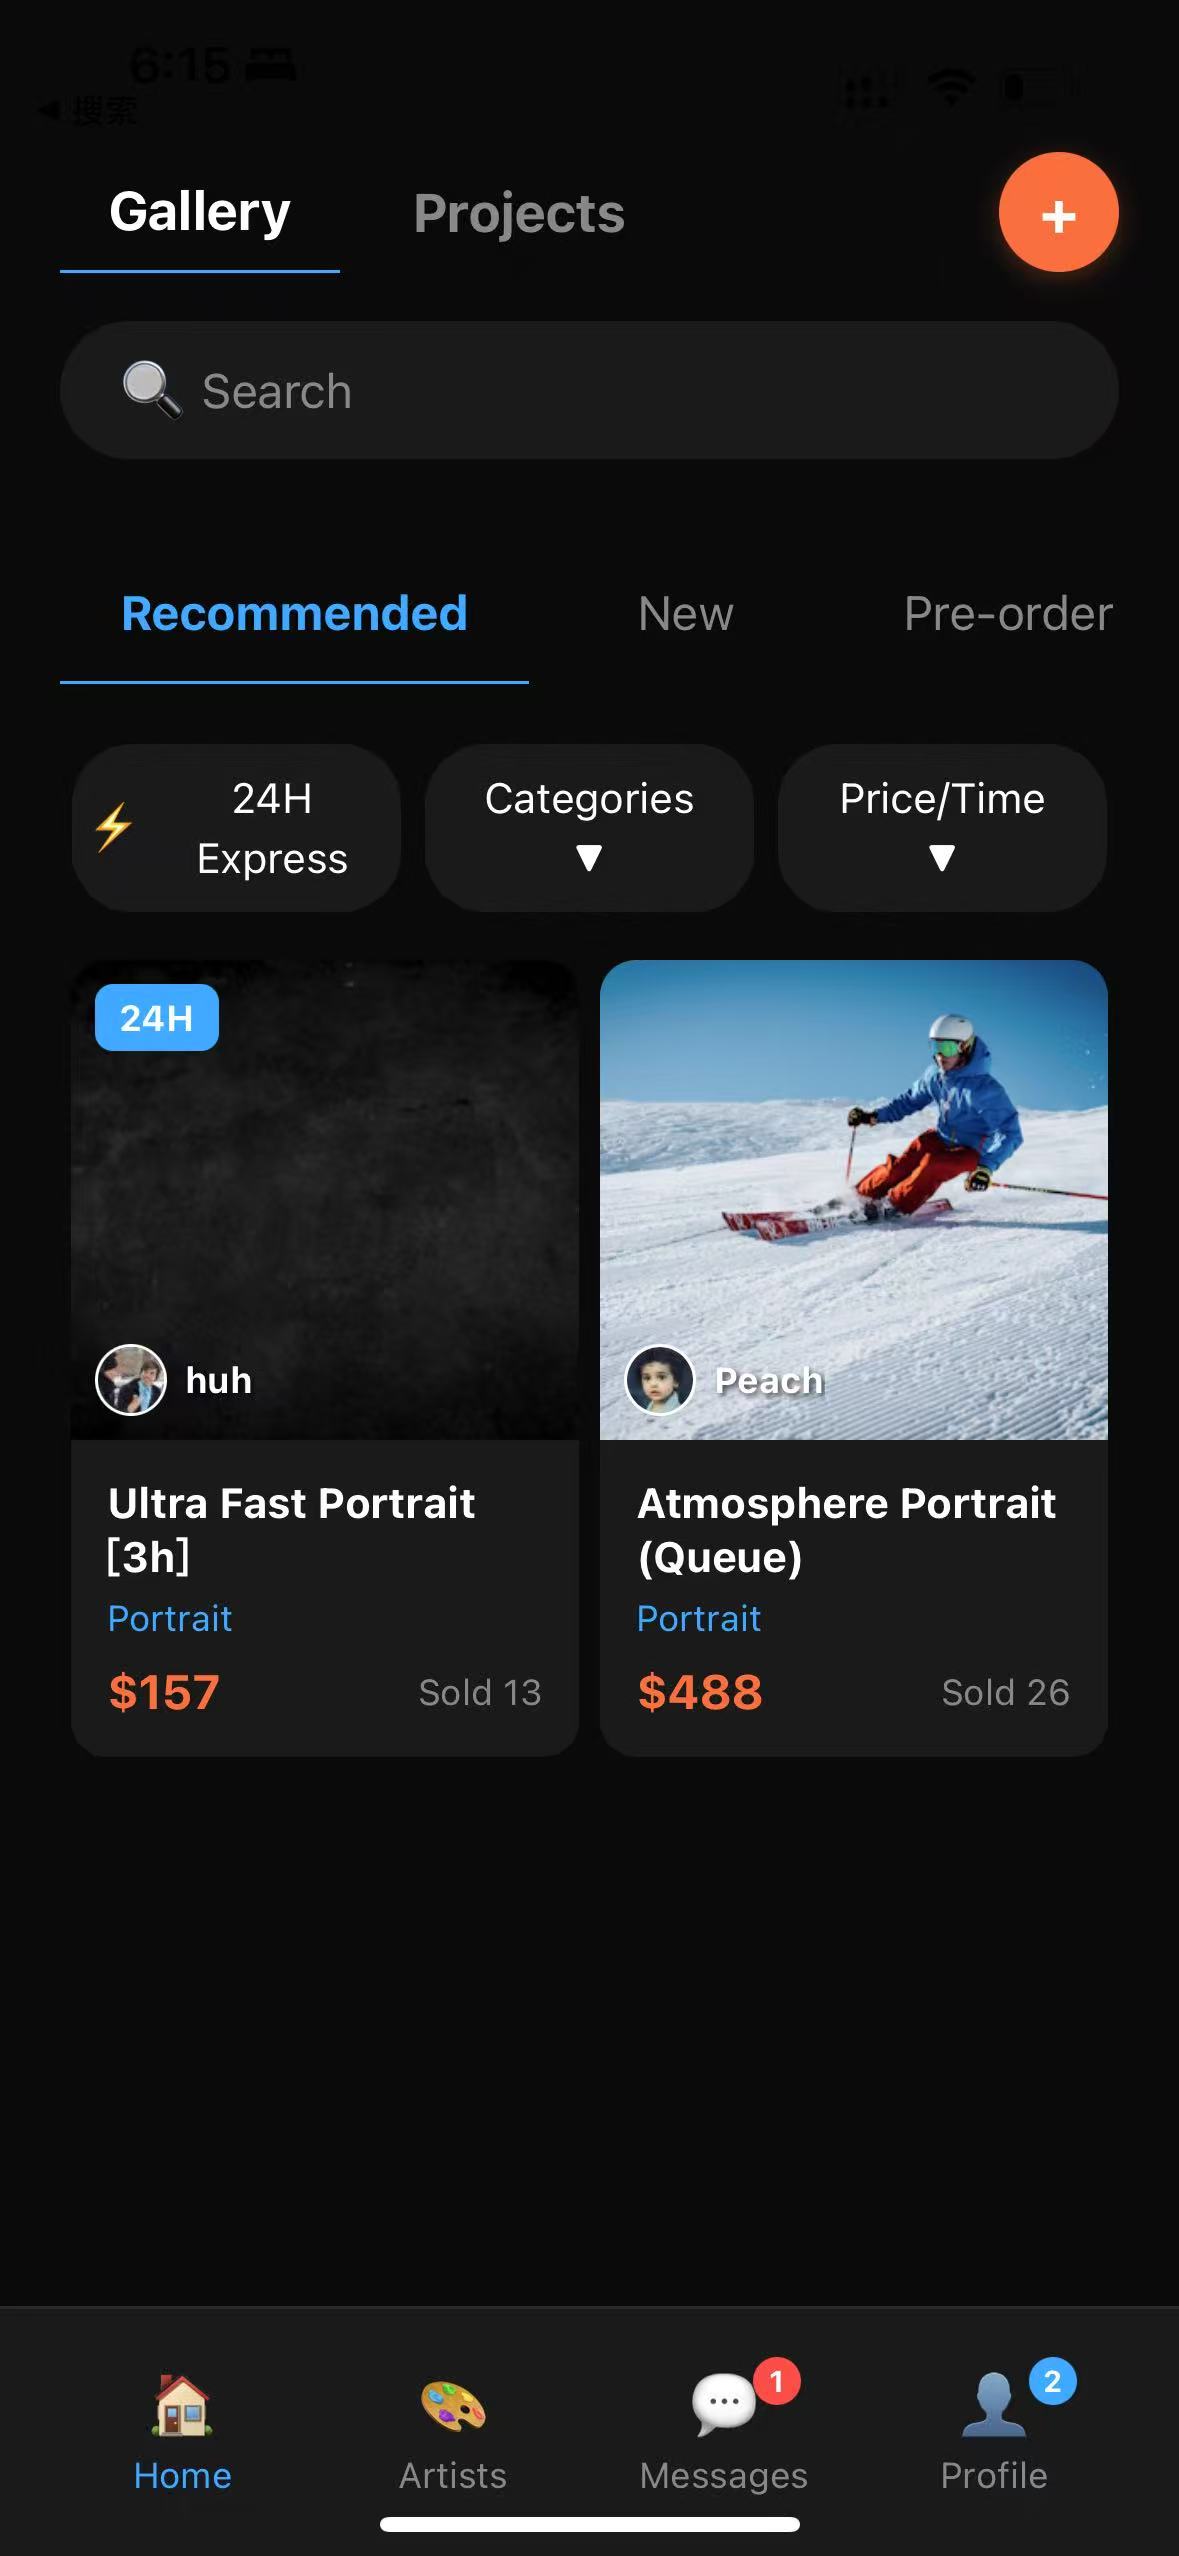 6:15
◀ 搜索
Gallery
Projects
+
Search
Recommended
New
Pre-order
24H
Express
Categories
▼
Price/Time
▼
24H
huh
Peach
Ultra Fast Portrait
[3h]
Portrait
$157
Sold 13
Atmosphere Portrait
(Queue)
Portrait
$488
Sold 26
1
2
Home
Artists
Messages
Profile